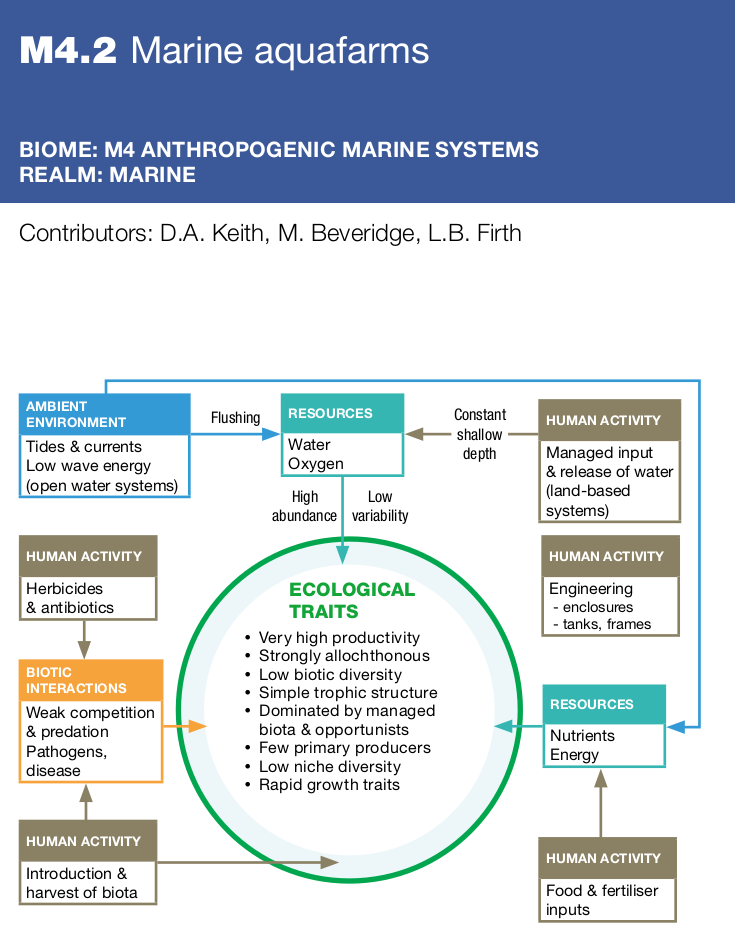 M4.2 Marine aquafarms
BIOME: M4 ANTHROPOGENIC MARINE SYSTEMS
REALM: MARINE
Contributors: D.A. Keith, M. Beveridge, L.B. Firth
AMBIENT
ENVIRONMENT
Tides & currents
Low wave energy
(open water systems)
Flushing
RESOURCES
Water
Oxygen
Constant
shallow
depth
HUMAN ACTIVITY
Managed input
& release of water
(land-based
systems)
High
abundance
Low
variability
HUMAN ACTIVITY
Herbicides
& antibiotics
HUMAN ACTIVITY
Engineering
- enclosures
- tanks, frames
ECOLOGICAL
TRAITS
• Very high productivity
• Strongly allochthonous
• Low biotic diversity
• Simple trophic structure
• Dominated by managed
biota & opportunists
• Few primary producers
• Low niche diversity
• Rapid growth traits
BIOTIC
INTERACTIONS
Weak competition
& predation
Pathogens,
disease
RESOURCES
Nutrients
Energy
HUMAN ACTIVITY
Introduction &
harvest of biota
HUMAN ACTIVITY
Food & fertiliser
inputs